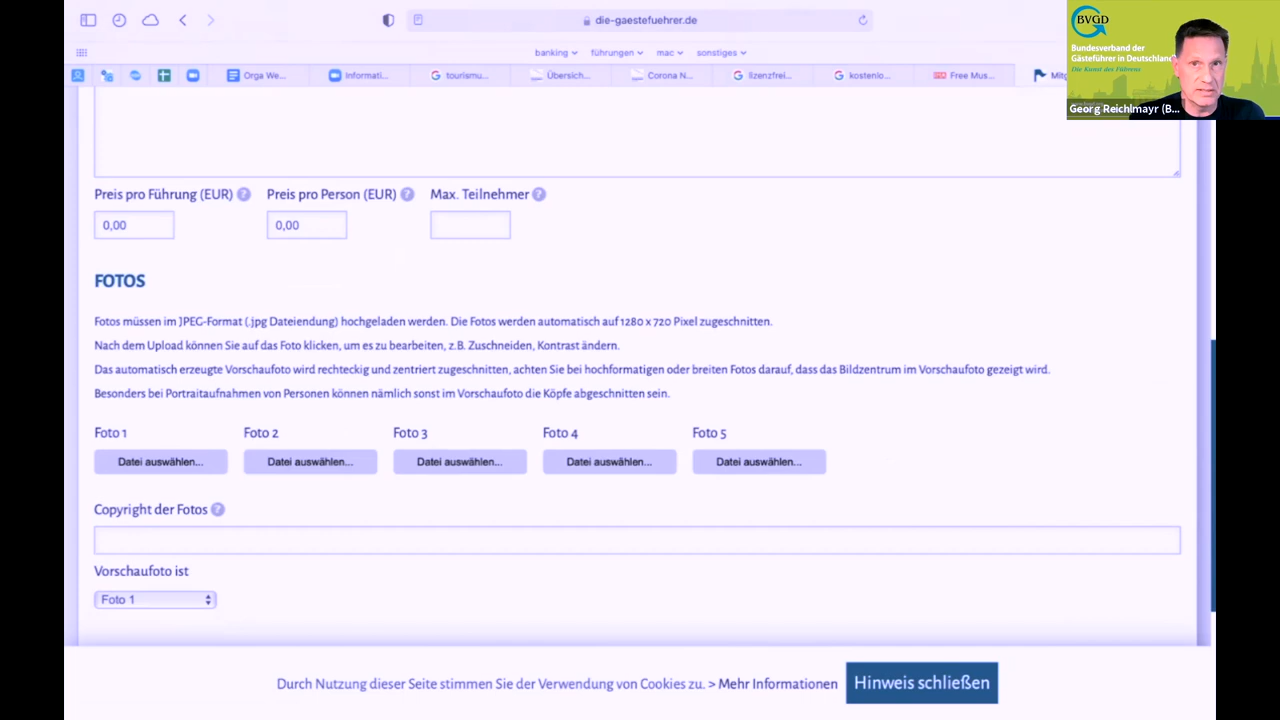 die-gaestefuehrer.de
banking führungen mac sonstiges
Orga We... Informati... tourismu... Übersich... Corona N... lizenzfrei... kostenlo... Free Mus... Mitg
BVGD
Bundesverband der
Gästeführer in Deutschland
Die Kunst des Führens
Georg Reichlmayr (B...
Preis pro Führung (EUR) ? Preis pro Person (EUR) ? Max. Teilnehmer ?
0,00 0,00
FOTOS
Fotos müssen im JPEG-Format (.jpg Dateiendung) hochgeladen werden. Die Fotos werden automatisch auf 1280 x 720 Pixel zugeschnitten.
Nach dem Upload können Sie auf das Foto klicken, um es zu bearbeiten, z.B. Zuschneiden, Kontrast ändern.
Das automatisch erzeugte Vorschaufoto wird rechteckig und zentriert zugeschnitten, achten Sie bei hochformatigen oder breiten Fotos darauf, dass das Bildzentrum im Vorschaufoto gezeigt wird.
Besonders bei Portraitaufnahmen von Personen können nämlich sonst im Vorschaufoto die Köpfe abgeschnitten sein.
Foto 1 Foto 2 Foto 3 Foto 4 Foto 5
Datei auswählen... Datei auswählen... Datei auswählen... Datei auswählen... Datei auswählen...
Copyright der Fotos ?
Vorschaufoto ist
Foto 1
Durch Nutzung dieser Seite stimmen Sie der Verwendung von Cookies zu. > Mehr Informationen Hinweis schließen